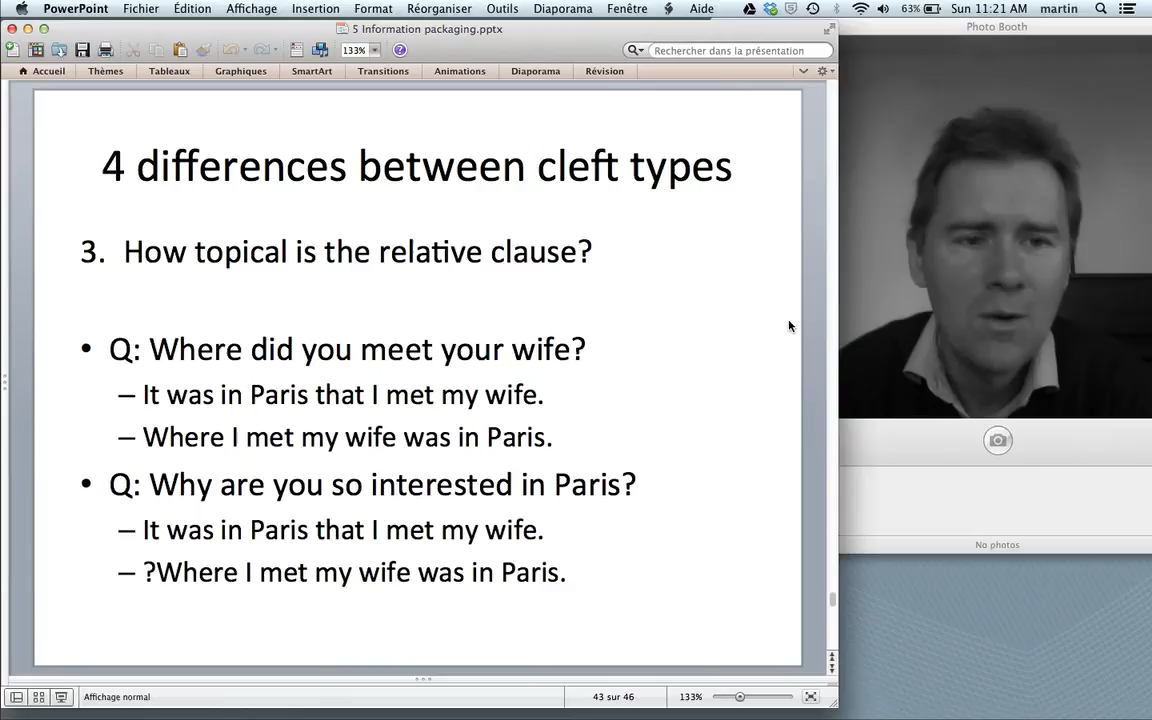 PowerPoint Fichier Édition Affichage Insertion Format Réorganiser Outils Diaporama Fenêtre Aide 63% Sun 11:21 AM martin
5 Information packaging.pptx
Photo Booth
133% Rechercher dans la présentation
Accueil Thèmes Tableaux Graphiques SmartArt Transitions Animations Diaporama Révision
4 differences between cleft types
3. How topical is the relative clause?
• Q: Where did you meet your wife?
– It was in Paris that I met my wife.
– Where I met my wife was in Paris.
• Q: Why are you so interested in Paris?
– It was in Paris that I met my wife.
– ?Where I met my wife was in Paris.
No photos
Affichage normal 43 sur 46 133%